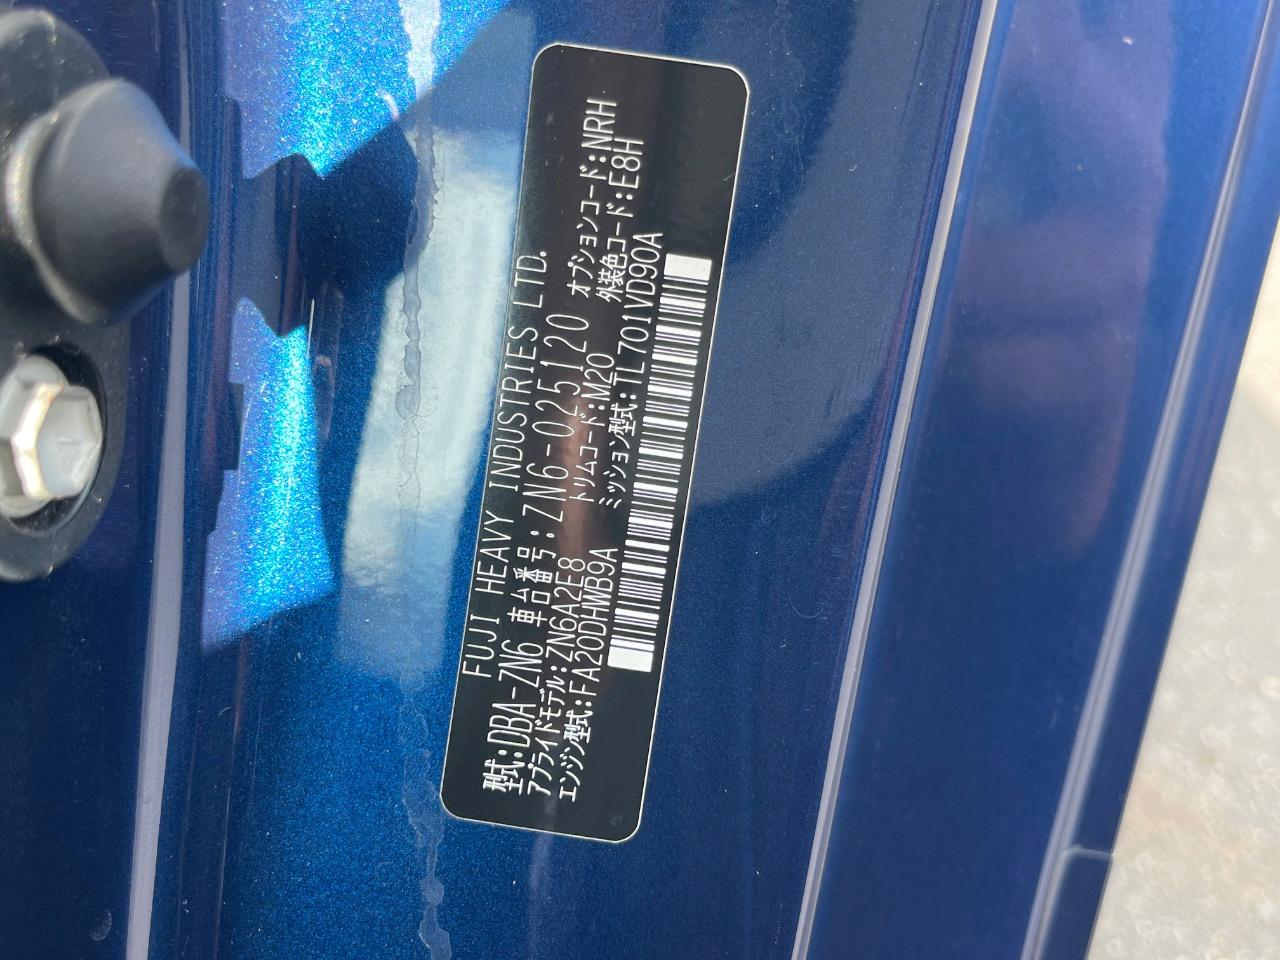 FUJI HEAVY INDUSTRIES LTD.
型式:DBA-ZN6 車台番号:ZN6-025120
アプライドモデル:ZN6A2E8 トリムコード:M20 オプションコード:NRH
エンジン型式:FA20DHWB9A ミッション型式:TL701VD90A 外装色コード:E8H